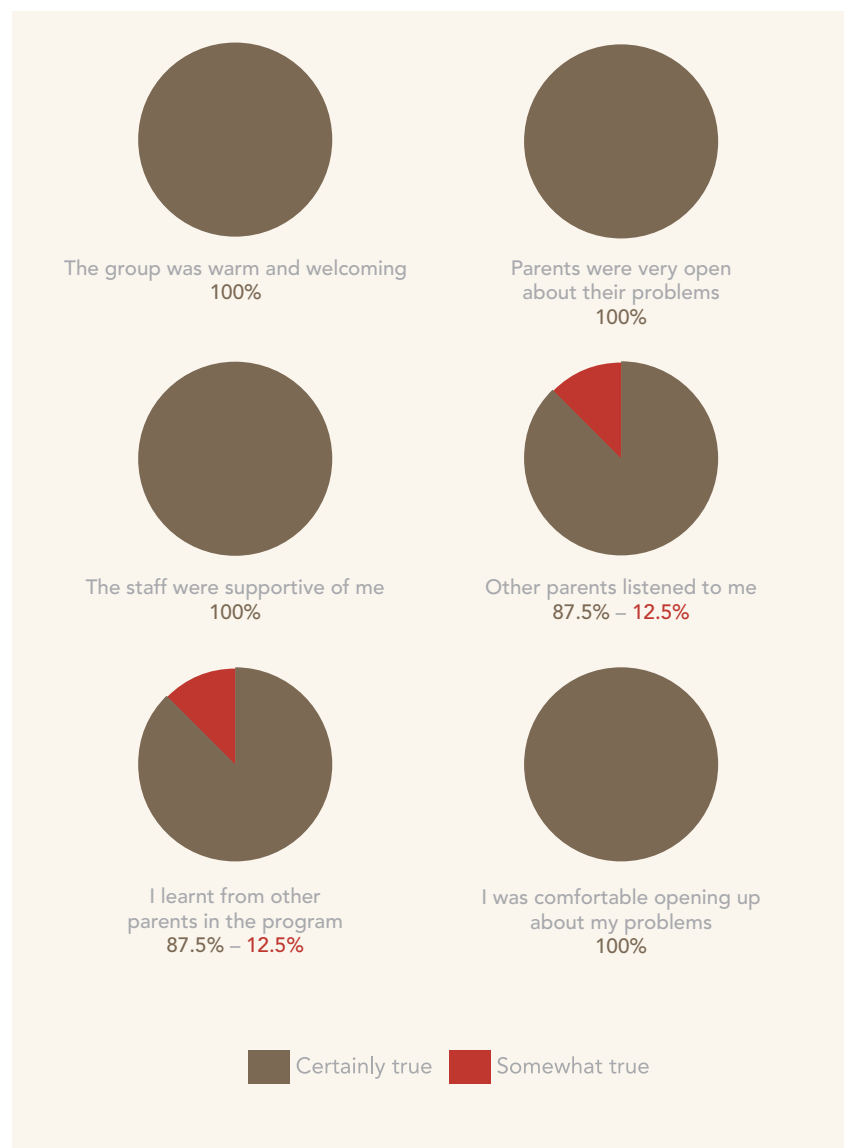 The group was warm and welcoming
100%
Parents were very open
about their problems
100%
The staff were supportive of me
100%
Other parents listened to me
87.5% – 12.5%
I learnt from other
parents in the program
87.5% – 12.5%
I was comfortable opening up
about my problems
100%
Certainly true
Somewhat true